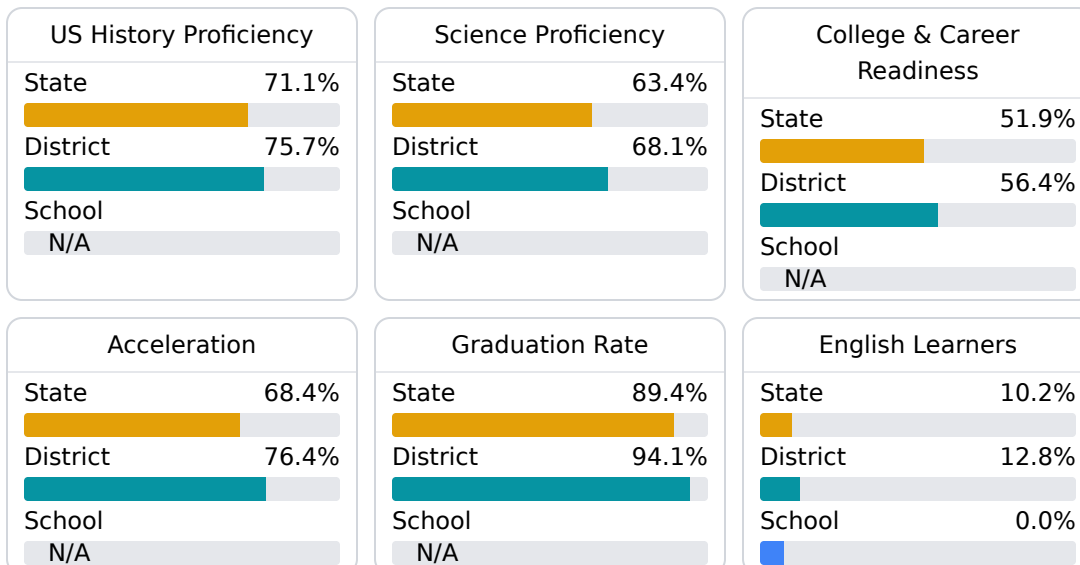 US History Proficiency
State 71.1%
District 75.7%
School
N/A
Science Proficiency
State 63.4%
District 68.1%
School
N/A
College & Career
Readiness
State 51.9%
District 56.4%
School
N/A
Acceleration
State 68.4%
District 76.4%
School
N/A
Graduation Rate
State 89.4%
District 94.1%
School
N/A
English Learners
State 10.2%
District 12.8%
School 0.0%